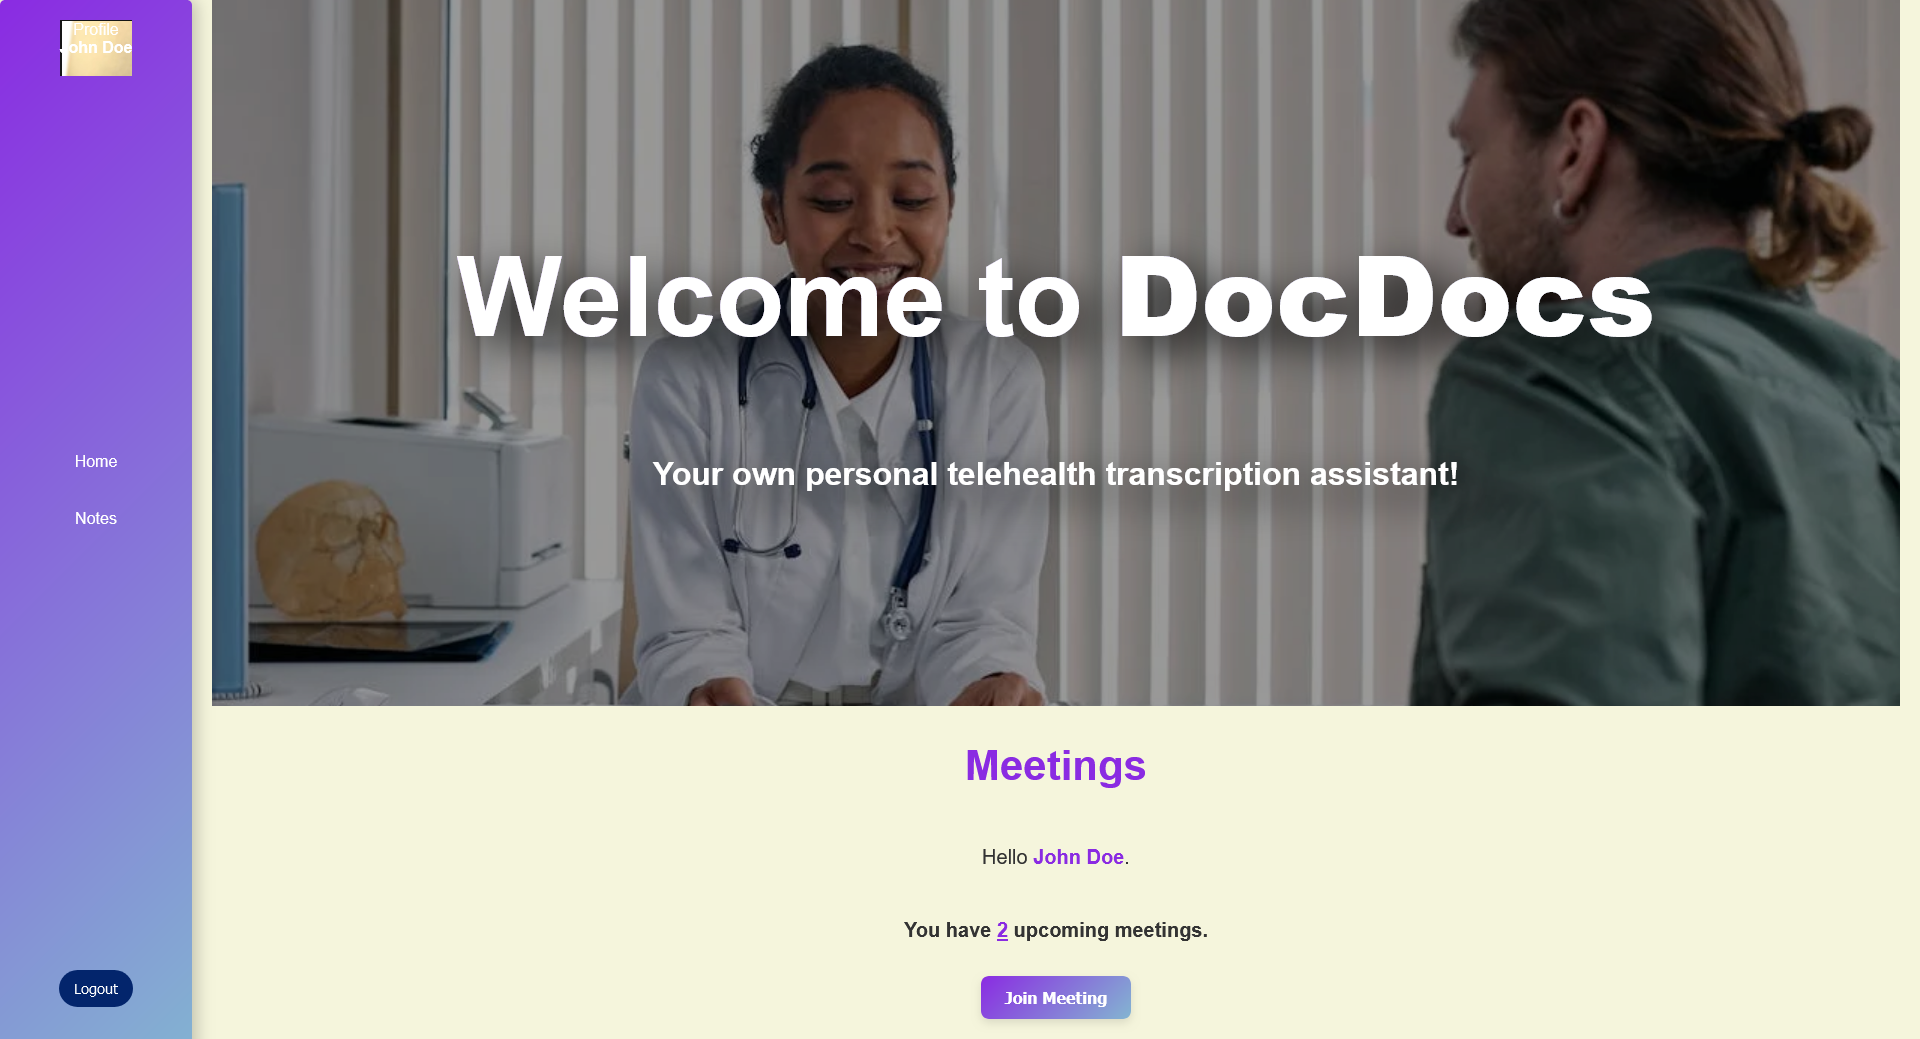 Profile
John Doe
Home
Notes
Logout
Welcome to DocDocs
Your own personal telehealth transcription assistant!
Meetings
Hello John Doe.
You have 2 upcoming meetings.
Join Meeting